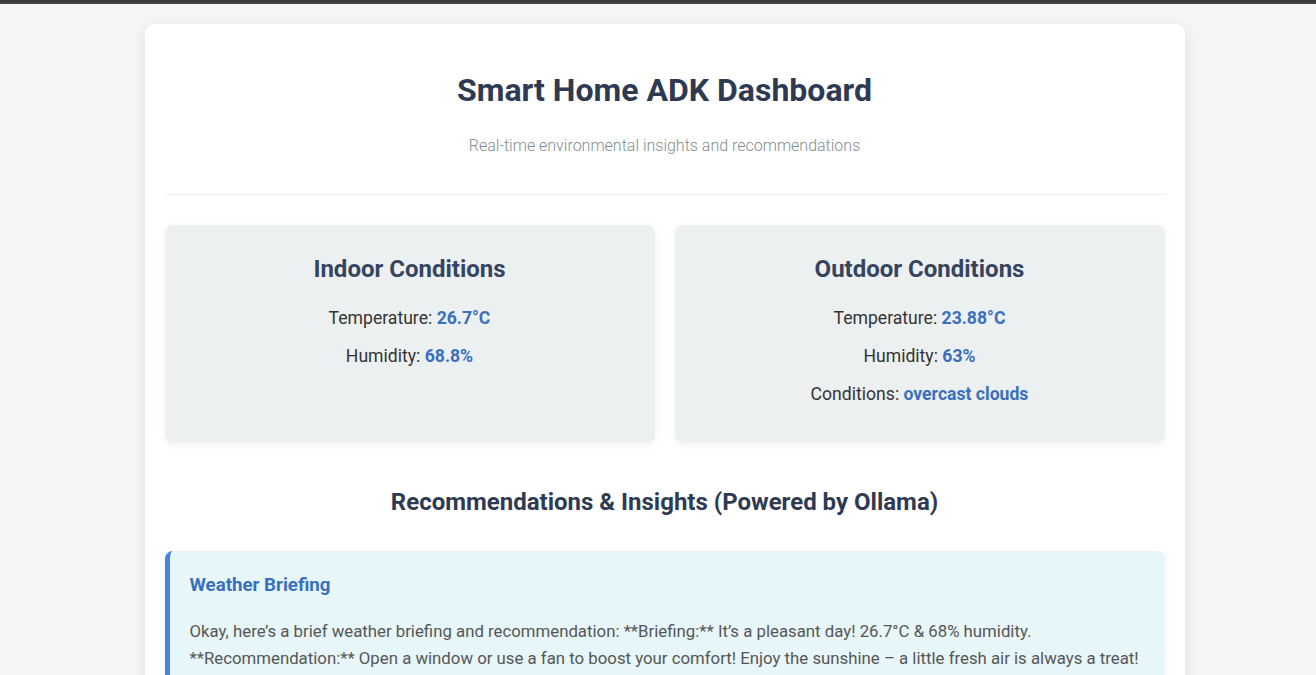 Smart Home ADK Dashboard
Real-time environmental insights and recommendations
Indoor Conditions
Temperature: 26.7°C
Humidity: 68.8%
Outdoor Conditions
Temperature: 23.88°C
Humidity: 63%
Conditions: overcast clouds
Recommendations & Insights (Powered by Ollama)
Weather Briefing
Okay, here’s a brief weather briefing and recommendation: **Briefing:** It’s a pleasant day! 26.7°C & 68% humidity.
**Recommendation:** Open a window or use a fan to boost your comfort! Enjoy the sunshine – a little fresh air is always a treat!